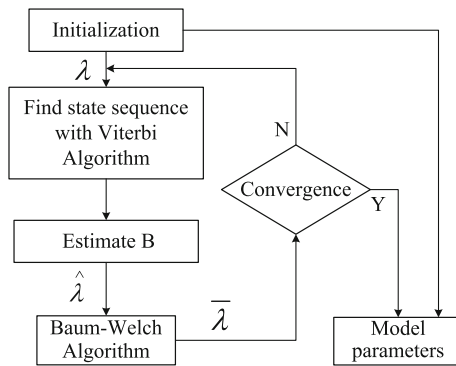 Initialization
λ
Find state sequence
with Viterbi
Algorithm
N
Convergence
Y
Estimate B
λ̂
λ̅
Baum-Welch
Algorithm
Model
parameters